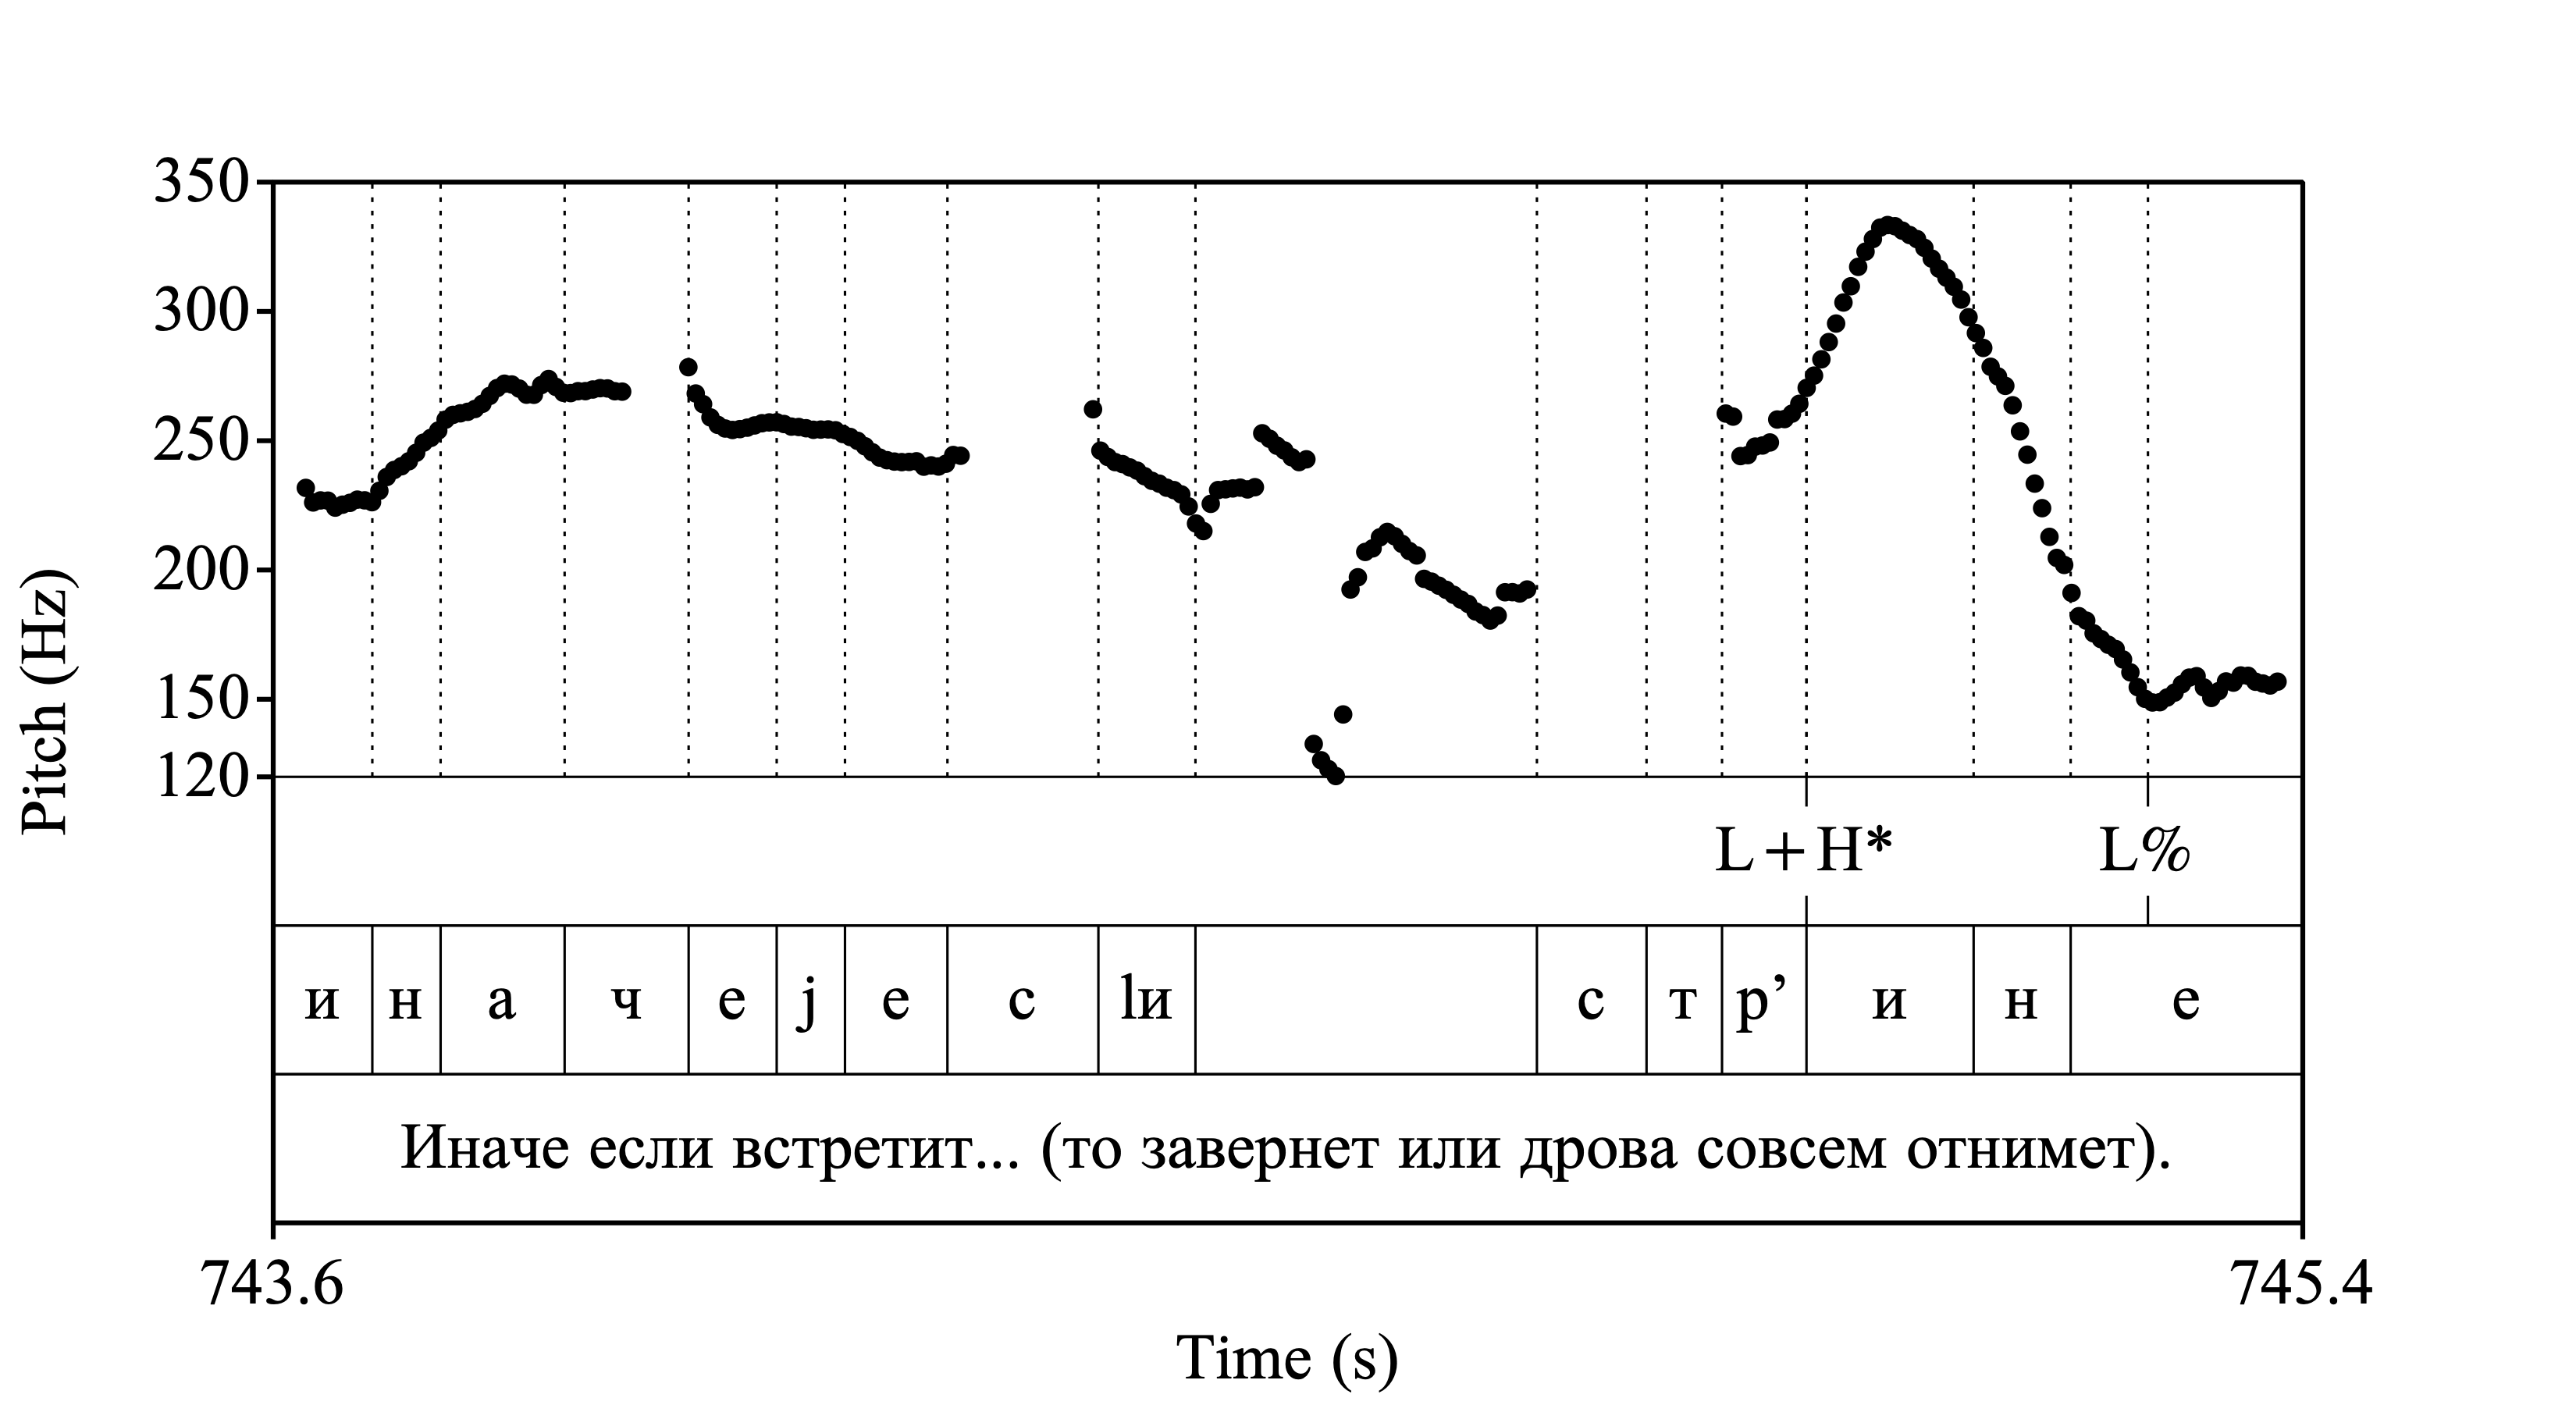 350
300
250
200
150
120
Pitch (Hz)
L+H* L%
и н а ч е j е с lи с т р’ и н е
Иначе если встретит... (то завернет или дрова совсем отнимет).
743.6 745.4
Time (s)